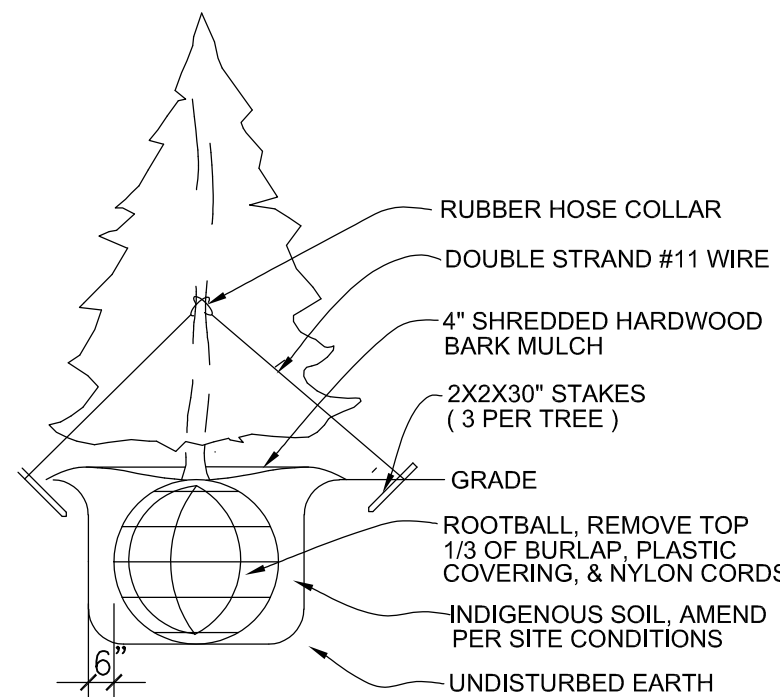 RUBBER HOSE COLLAR
DOUBLE STRAND #11 WIRE
4" SHREDDED HARDWOOD
BARK MULCH
2X2X30" STAKES
( 3 PER TREE )
GRADE
ROOTBALL, REMOVE TOP
1/3 OF BURLAP, PLASTIC
COVERING, & NYLON CORDS
INDIGENOUS SOIL, AMEND
PER SITE CONDITIONS
6"
UNDISTURBED EARTH